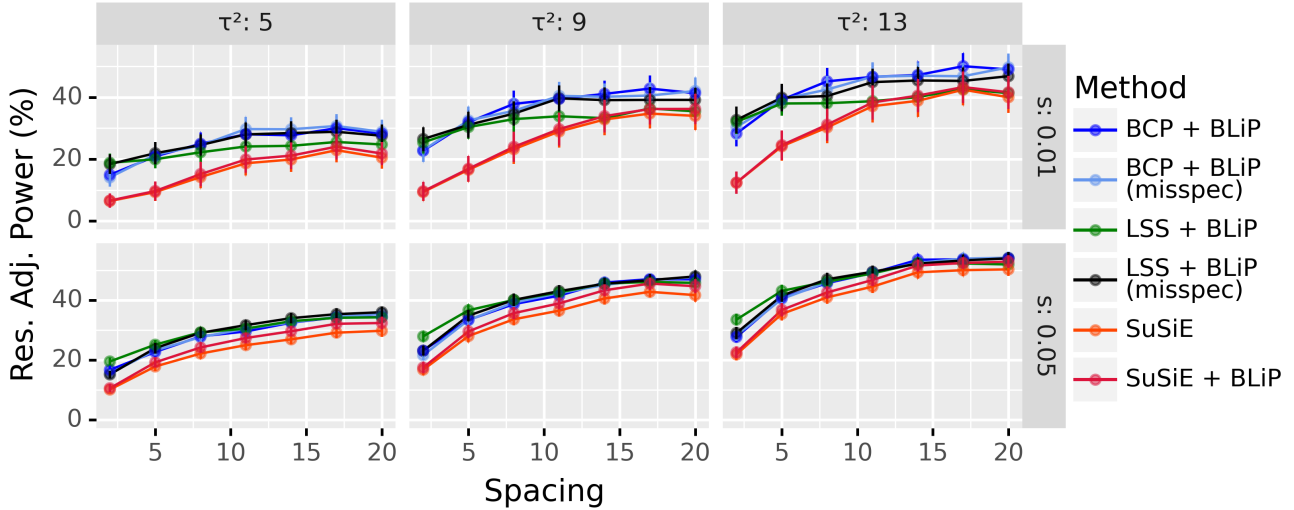 τ²: 5
τ²: 9
τ²: 13
Res. Adj. Power (%)
40
20
0
s: 0.01
40
20
0
s: 0.05
5
10
15
20
5
10
15
20
5
10
15
20
Spacing
Method
BCP + BLiP
BCP + BLiP
(misspec)
LSS + BLiP
LSS + BLiP
(misspec)
SuSiE
SuSiE + BLiP